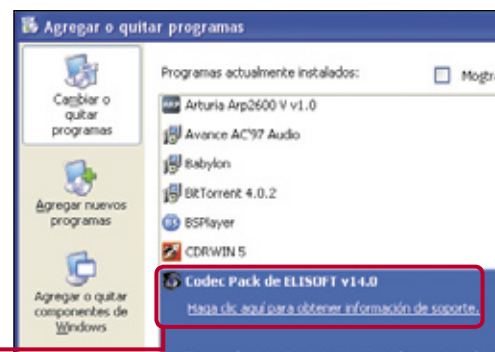 Agregar o quitar programas
Cambiar o
quitar
programas
Agregar nuevos
programas
Agregar o quitar
componentes de
Windows
Programas actualmente instalados:
Arturia Arp2600 V v1.0
Avance AC'97 Audio
Babylon
BitTorrent 4.0.2
BSPlayer
CDRWIN 5
Codec Pack de ELISOFT v14.0
Haga clic aquí para obtener información de soporte.